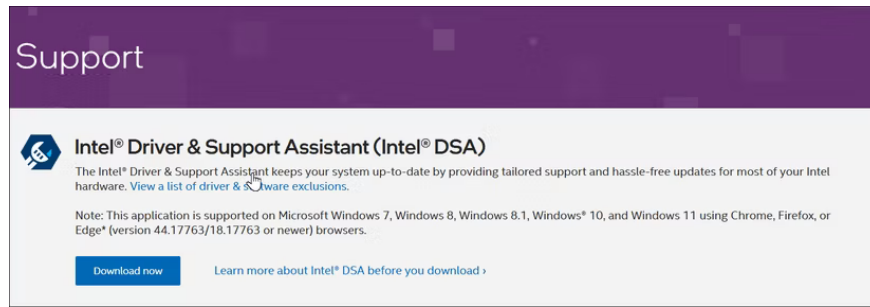 Support
Intel® Driver & Support Assistant (Intel® DSA)
The Intel® Driver & Support Assistant keeps your system up-to-date by providing tailored support and hassle-free updates for most of your Intel
hardware. View a list of driver & software exclusions.
Note: This application is supported on Microsoft Windows 7, Windows 8, Windows 8.1, Windows® 10, and Windows 11 using Chrome, Firefox, or
Edge* (version 44.17763/18.17763 or newer) browsers.
Download now
Learn more about Intel® DSA before you download ›